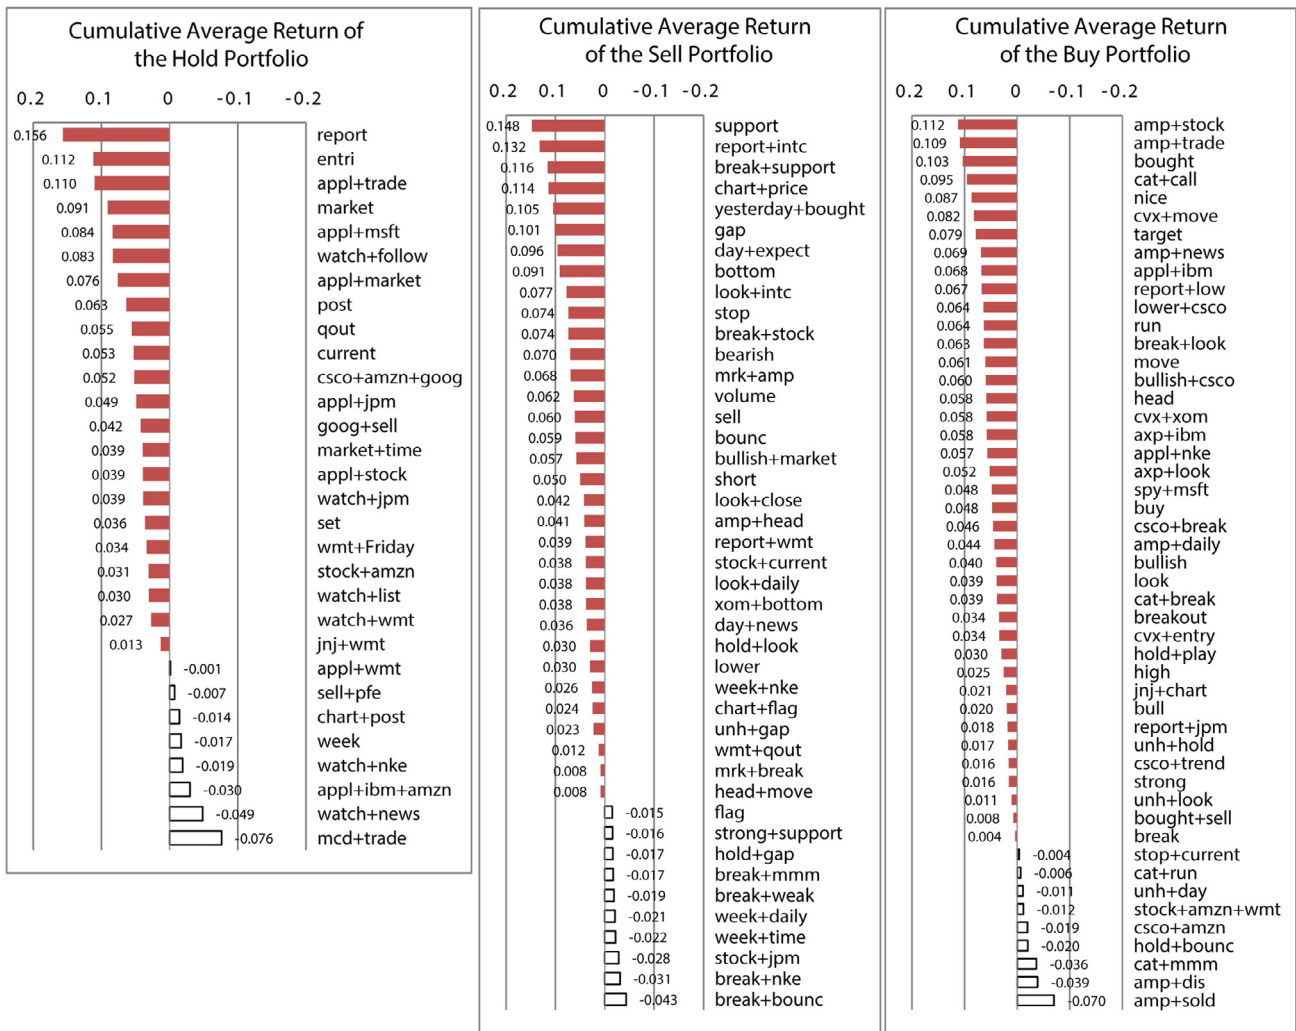 Cumulative Average Return of
the Hold Portfolio
0.2 0.1 0 -0.1 -0.2
0.156 report
0.112 entri
0.110 appl+trade
0.091 market
0.084 appl+msft
0.083 watch+follow
0.076 appl+market
0.063 post
0.055 qout
0.053 current
0.052 csco+amzn+goog
0.049 appl+jpm
0.042 goog+sell
0.039 market+time
0.039 appl+stock
0.039 watch+jpm
0.036 set
0.034 wmt+Friday
0.031 stock+amzn
0.030 watch+list
0.027 watch+wmt
0.013 jnj+wmt
-0.001 appl+wmt
-0.007 sell+pfe
-0.014 chart+post
-0.017 week
-0.019 watch+nke
-0.030 appl+ibm+amzn
-0.049 watch+news
-0.076 mcd+trade
Cumulative Average Return
of the Sell Portfolio
0.2 0.1 0 -0.1 -0.2
0.148 support
0.132 report+intc
0.116 break+support
0.114 chart+price
0.105 yesterday+bought
0.101 gap
0.096 day+expect
0.091 bottom
0.077 look+intc
0.074 stop
0.074 break+stock
0.070 bearish
0.068 mrk+amp
0.062 volume
0.060 sell
0.059 bounc
0.057 bullish+market
0.050 short
0.042 look+close
0.041 amp+head
0.039 report+wmt
0.038 stock+current
0.038 look+daily
0.038 xom+bottom
0.036 day+news
0.030 hold+look
0.030 lower
0.026 week+nke
0.024 chart+flag
0.023 unh+gap
0.012 wmt+qout
0.008 mrk+break
0.008 head+move
-0.015 flag
-0.016 strong+support
-0.017 hold+gap
-0.017 break+mmm
-0.019 break+weak
-0.021 week+daily
-0.022 week+time
-0.028 stock+jpm
-0.031 break+nke
-0.043 break+bounc
Cumulative Average Return
of the Buy Portfolio
0.2 0.1 0 -0.1 -0.2
0.112 amp+stock
0.109 amp+trade
0.103 bought
0.095 cat+call
0.087 nice
0.082 cvx+move
0.079 target
0.069 amp+news
0.068 appl+ibm
0.067 report+low
0.064 lower+csco
0.064 run
0.063 break+look
0.061 move
0.060 bullish+csco
0.058 head
0.058 cvx+xom
0.058 axp+ibm
0.057 appl+nke
0.052 axp+look
0.048 spy+msft
0.048 buy
0.046 csco+break
0.044 amp+daily
0.040 bullish
0.039 look
0.039 cat+break
0.034 breakout
0.034 cvx+entry
0.030 hold+play
0.025 high
0.021 jnj+chart
0.020 bull
0.018 report+jpm
0.017 unh+hold
0.016 csco+trend
0.016 strong
0.011 unh+look
0.008 bought+sell
0.004 break
-0.004 stop+current
-0.006 cat+run
-0.011 unh+day
-0.012 stock+amzn+wmt
-0.019 csco+amzn
-0.020 hold+bounc
-0.036 cat+mmm
-0.039 amp+dis
-0.070 amp+sold